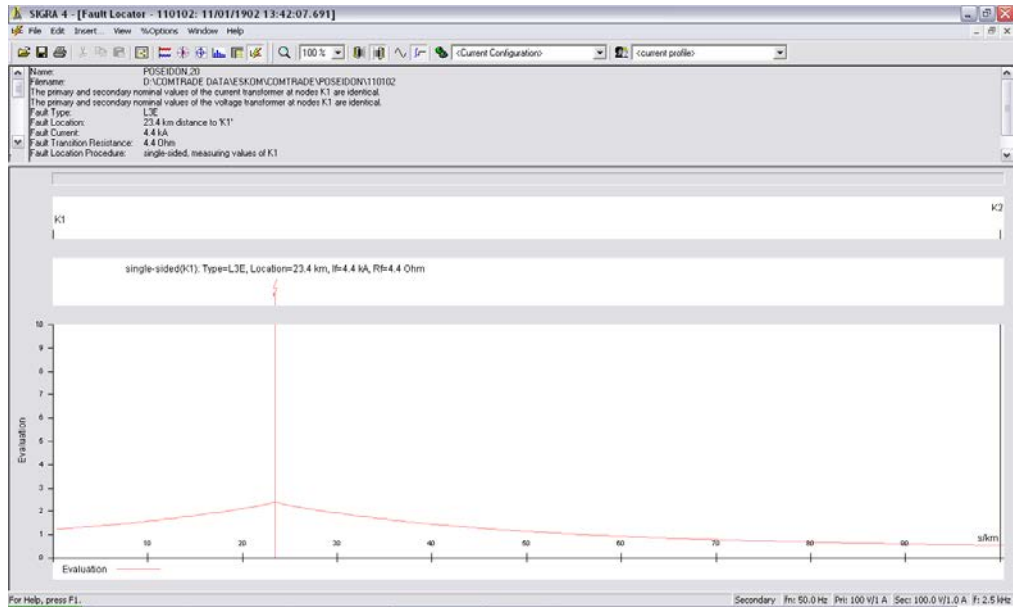 SIGRA 4 - [Fault Locator - 110102: 11/01/1902 13:42:07.691]
File Edit Insert... View %Options Window Help
100 % <Current Configuration> <current profile>
Name: POSEIDON,20
Filename: D:\COMTRADE DATA\ESKOM\COMTRADE\POSEIDON\110102
The primary and secondary nominal values of the current transformer at nodes K1 are identical.
The primary and secondary nominal values of the voltage transformer at nodes K1 are identical.
Fault Type: L3E
Fault Location: 23.4 km distance to 'K1'
Fault Current: 4.4 kA
Fault Transition Resistance: 4.4 Ohm
Fault Location Procedure: single-sided, measuring values of K1
K2
K1
single-sided(K1): Type=L3E, Location=23.4 km, If=4.4 kA, Rf=4.4 Ohm
10
9
8
7
6
5
4
3
2
1
0
Evaluation
10 20 30 40 50 60 70 80 90 s/km
Evaluation
For Help, press F1. Secondary fn: 50.0 Hz Pri: 100 V/1 A Sec: 100.0 V/1.0 A f: 2.5 kHz